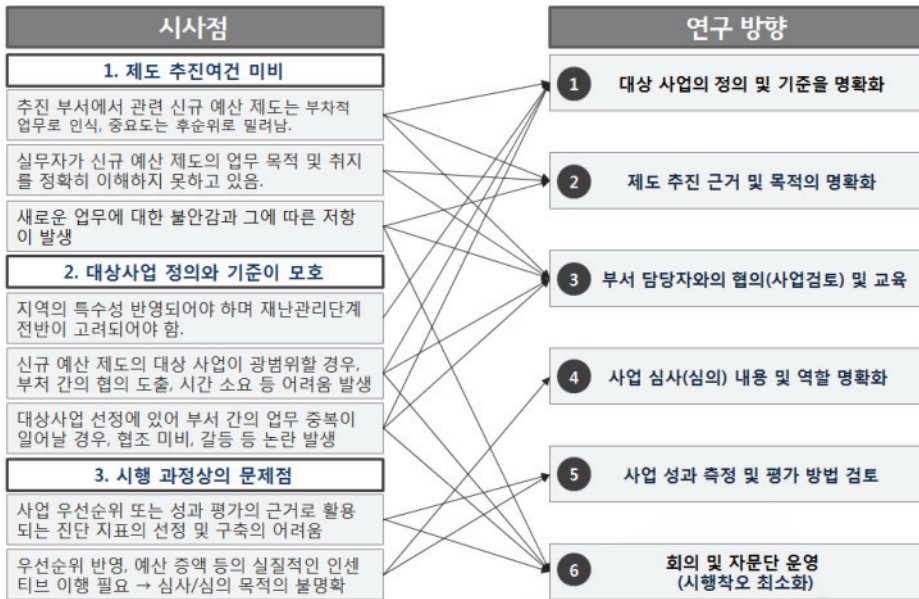 시사점
1. 제도 추진여건 미비
추진 부서에서 관련 신규 예산 제도는 부차적
업무로 인식, 중요도는 후순위로 밀려남.
실무자가 신규 예산 제도의 업무 목적 및 취지
를 정확히 이해하지 못하고 있음.
새로운 업무에 대한 불안감과 그에 따른 저항
이 발생
2. 대상사업 정의와 기준이 모호
지역의 특수성 반영되어야 하며 재난관리단계
전반이 고려되어야 함.
신규 예산 제도의 대상 사업이 광범위할 경우,
부처 간의 협의 도출, 시간 소요 등 어려움 발생
대상사업 선정에 있어 부서 간의 업무 중복이
일어날 경우, 협조 미비, 갈등 등 논란 발생
3. 시행 과정상의 문제점
사업 우선순위 또는 성과 평가의 근거로 활용
되는 진단 지표의 선정 및 구축의 어려움
우선순위 반영, 예산 증액 등의 실질적인 인센
티브 이행 필요 → 심사/심의 목적의 불명확
연구 방향
1 대상 사업의 정의 및 기준을 명확화
2 제도 추진 근거 및 목적의 명확화
3 부서 담당자와의 협의(사업검토) 및 교육
4 사업 심사(심의) 내용 및 역할 명확화
5 사업 성과 측정 및 평가 방법 검토
6 회의 및 자문단 운영
(시행착오 최소화)